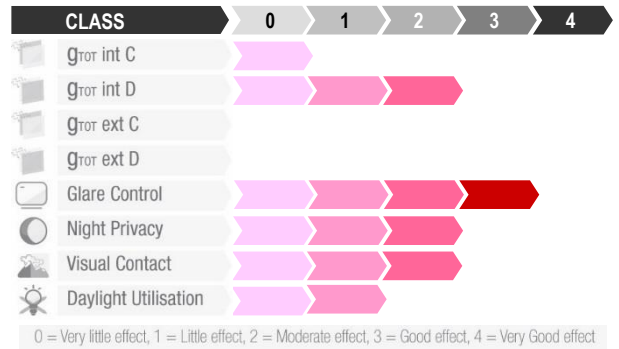 CLASS 0 1 2 3 4
gTOT int C
gTOT int D
gTOT ext C
gTOT ext D
Glare Control
Night Privacy
Visual Contact
Daylight Utilisation
0 = Very little effect, 1 = Little effect, 2 = Moderate effect, 3 = Good effect, 4 = Very Good effect